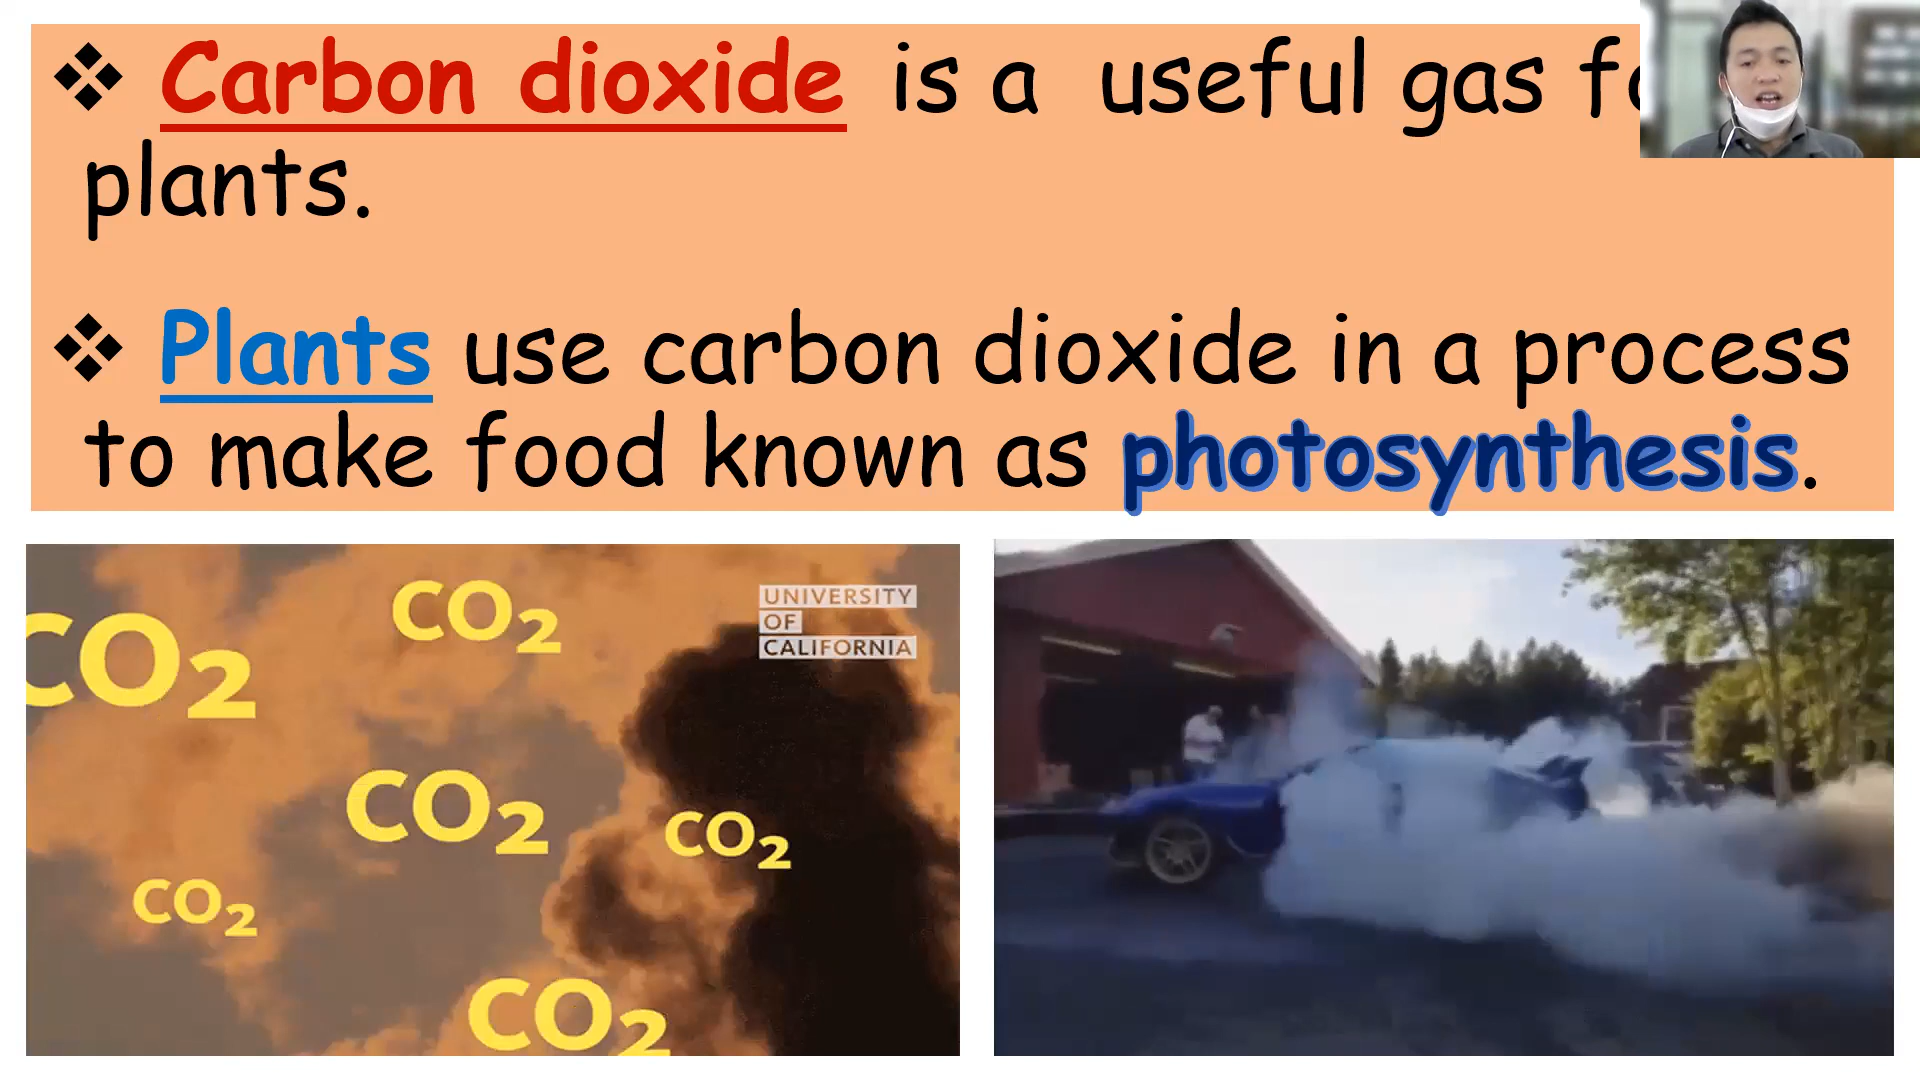 ❖ Carbon dioxide is a useful gas
plants.
❖ Plants use carbon dioxide in a process
to make food known as photosynthesis.
CO2
UNIVERSITY
OF
CALIFORNIA
CO2
CO2
CO2
CO2
CO2